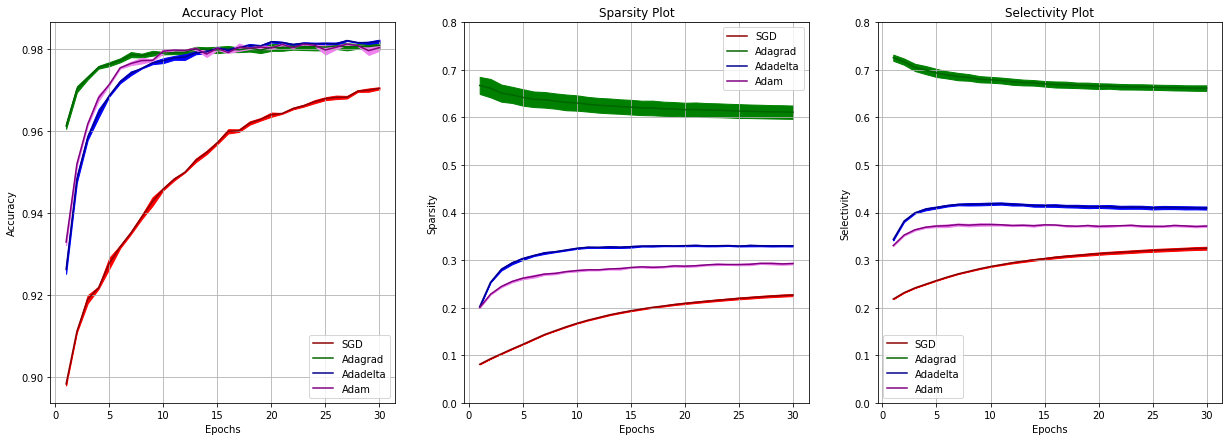 Accuracy Plot
Accuracy
0.98
0.96
0.94
0.92
0.90
0
5
10
15
20
25
30
Epochs
SGD
Adagrad
Adadelta
Adam
Sparsity Plot
Sparsity
0.8
0.7
0.6
0.5
0.4
0.3
0.2
0.1
0.0
0
5
10
15
20
25
30
Epochs
SGD
Adagrad
Adadelta
Adam
Selectivity Plot
Selectivity
0.8
0.7
0.6
0.5
0.4
0.3
0.2
0.1
0.0
0
5
10
15
20
25
30
Epochs
SGD
Adagrad
Adadelta
Adam